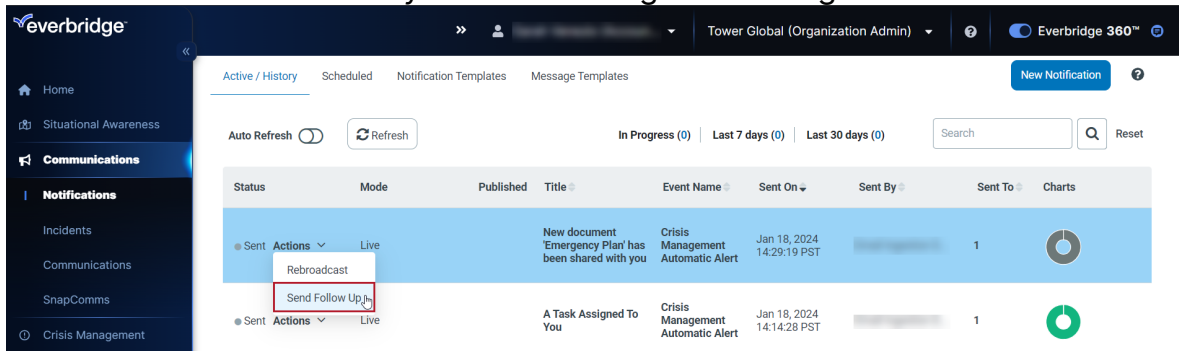 everbridge™
»
Tower Global (Organization Admin)
Everbridge 360™
«
Home
Situational Awareness
Communications
Notifications
Incidents
Communications
SnapComms
Crisis Management
Active / History Scheduled Notification Templates Message Templates
New Notification
Auto Refresh Refresh In Progress (0) Last 7 days (0) Last 30 days (0) Search Reset
Status Mode Published Title Event Name Sent On Sent By Sent To Charts
Sent Actions Live New document 'Emergency Plan' has been shared with you Crisis Management Automatic Alert Jan 18, 2024 14:29:19 PST 1
Rebroadcast
Send Follow Up
Sent Actions Live A Task Assigned To You Crisis Management Automatic Alert Jan 18, 2024 14:14:28 PST 1